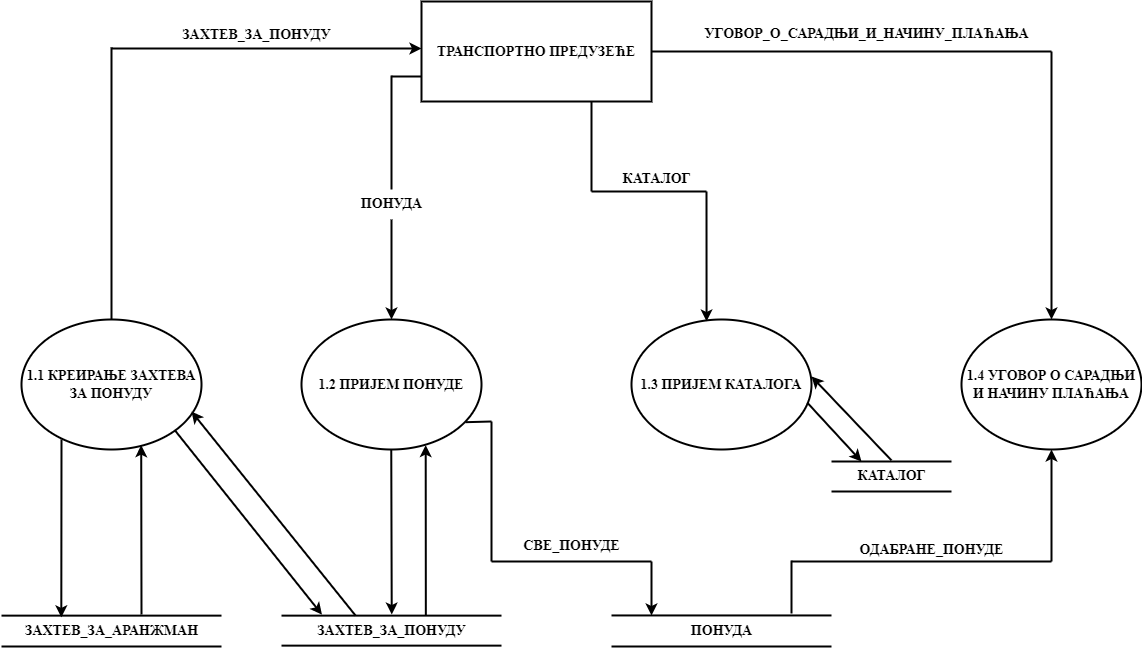 ЗАХТЕВ_ЗА_ПОНУДУ
УГОВОР_О_САРАДЊИ_И_НАЧИНУ_ПЛАЋАЊА
ТРАНСПОРТНО ПРЕДУЗЕЋЕ
КАТАЛОГ
ПОНУДА
1.1 КРЕИРАЊЕ ЗАХТЕВА
ЗА ПОНУДУ
1.2 ПРИЈЕМ ПОНУДЕ
1.3 ПРИЈЕМ КАТАЛОГА
1.4 УГОВОР О САРАДЊИ
И НАЧИНУ ПЛАЋАЊА
КАТАЛОГ
СВЕ_ПОНУДЕ
ОДАБРАНЕ_ПОНУДЕ
ЗАХТЕВ_ЗА_АРАНЖМАН
ЗАХТЕВ_ЗА_ПОНУДУ
ПОНУДА